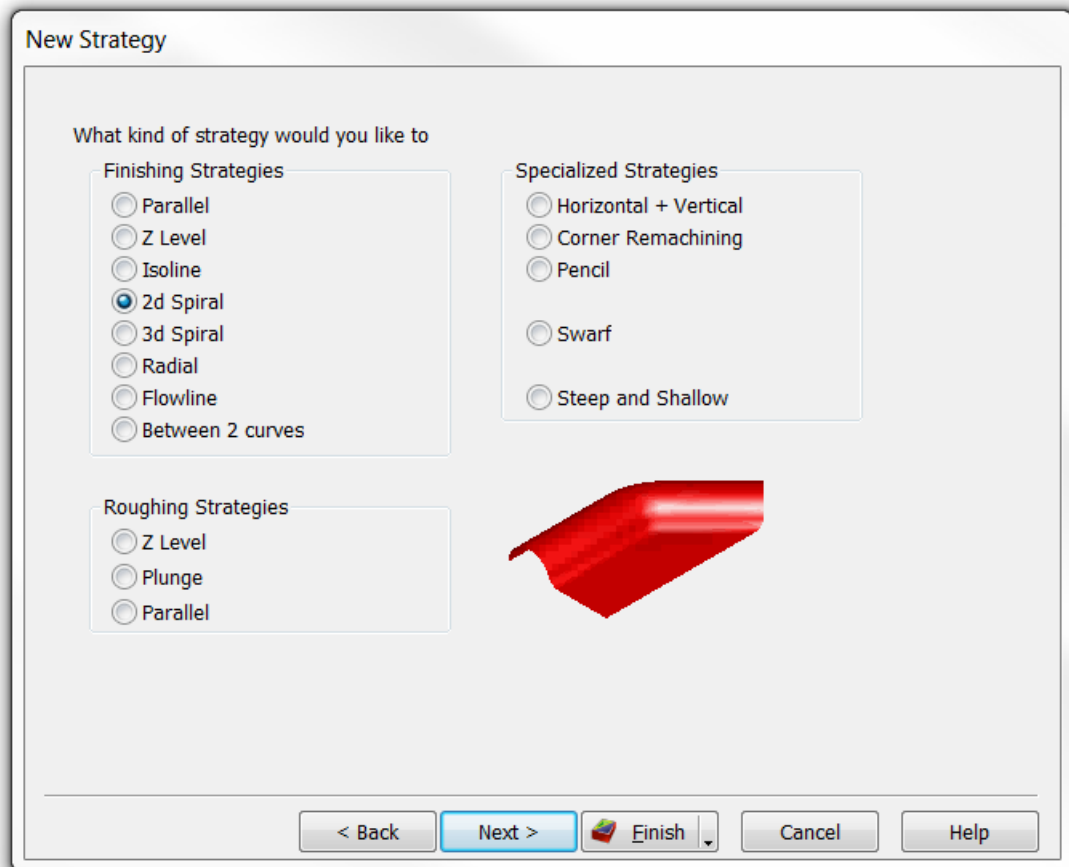 New Strategy
What kind of strategy would you like to
Finishing Strategies
Parallel
Z Level
Isoline
2d Spiral
3d Spiral
Radial
Flowline
Between 2 curves
Roughing Strategies
Z Level
Plunge
Parallel
Specialized Strategies
Horizontal + Vertical
Corner Remachining
Pencil
Swarf
Steep and Shallow
< Back Next > Finish Cancel Help